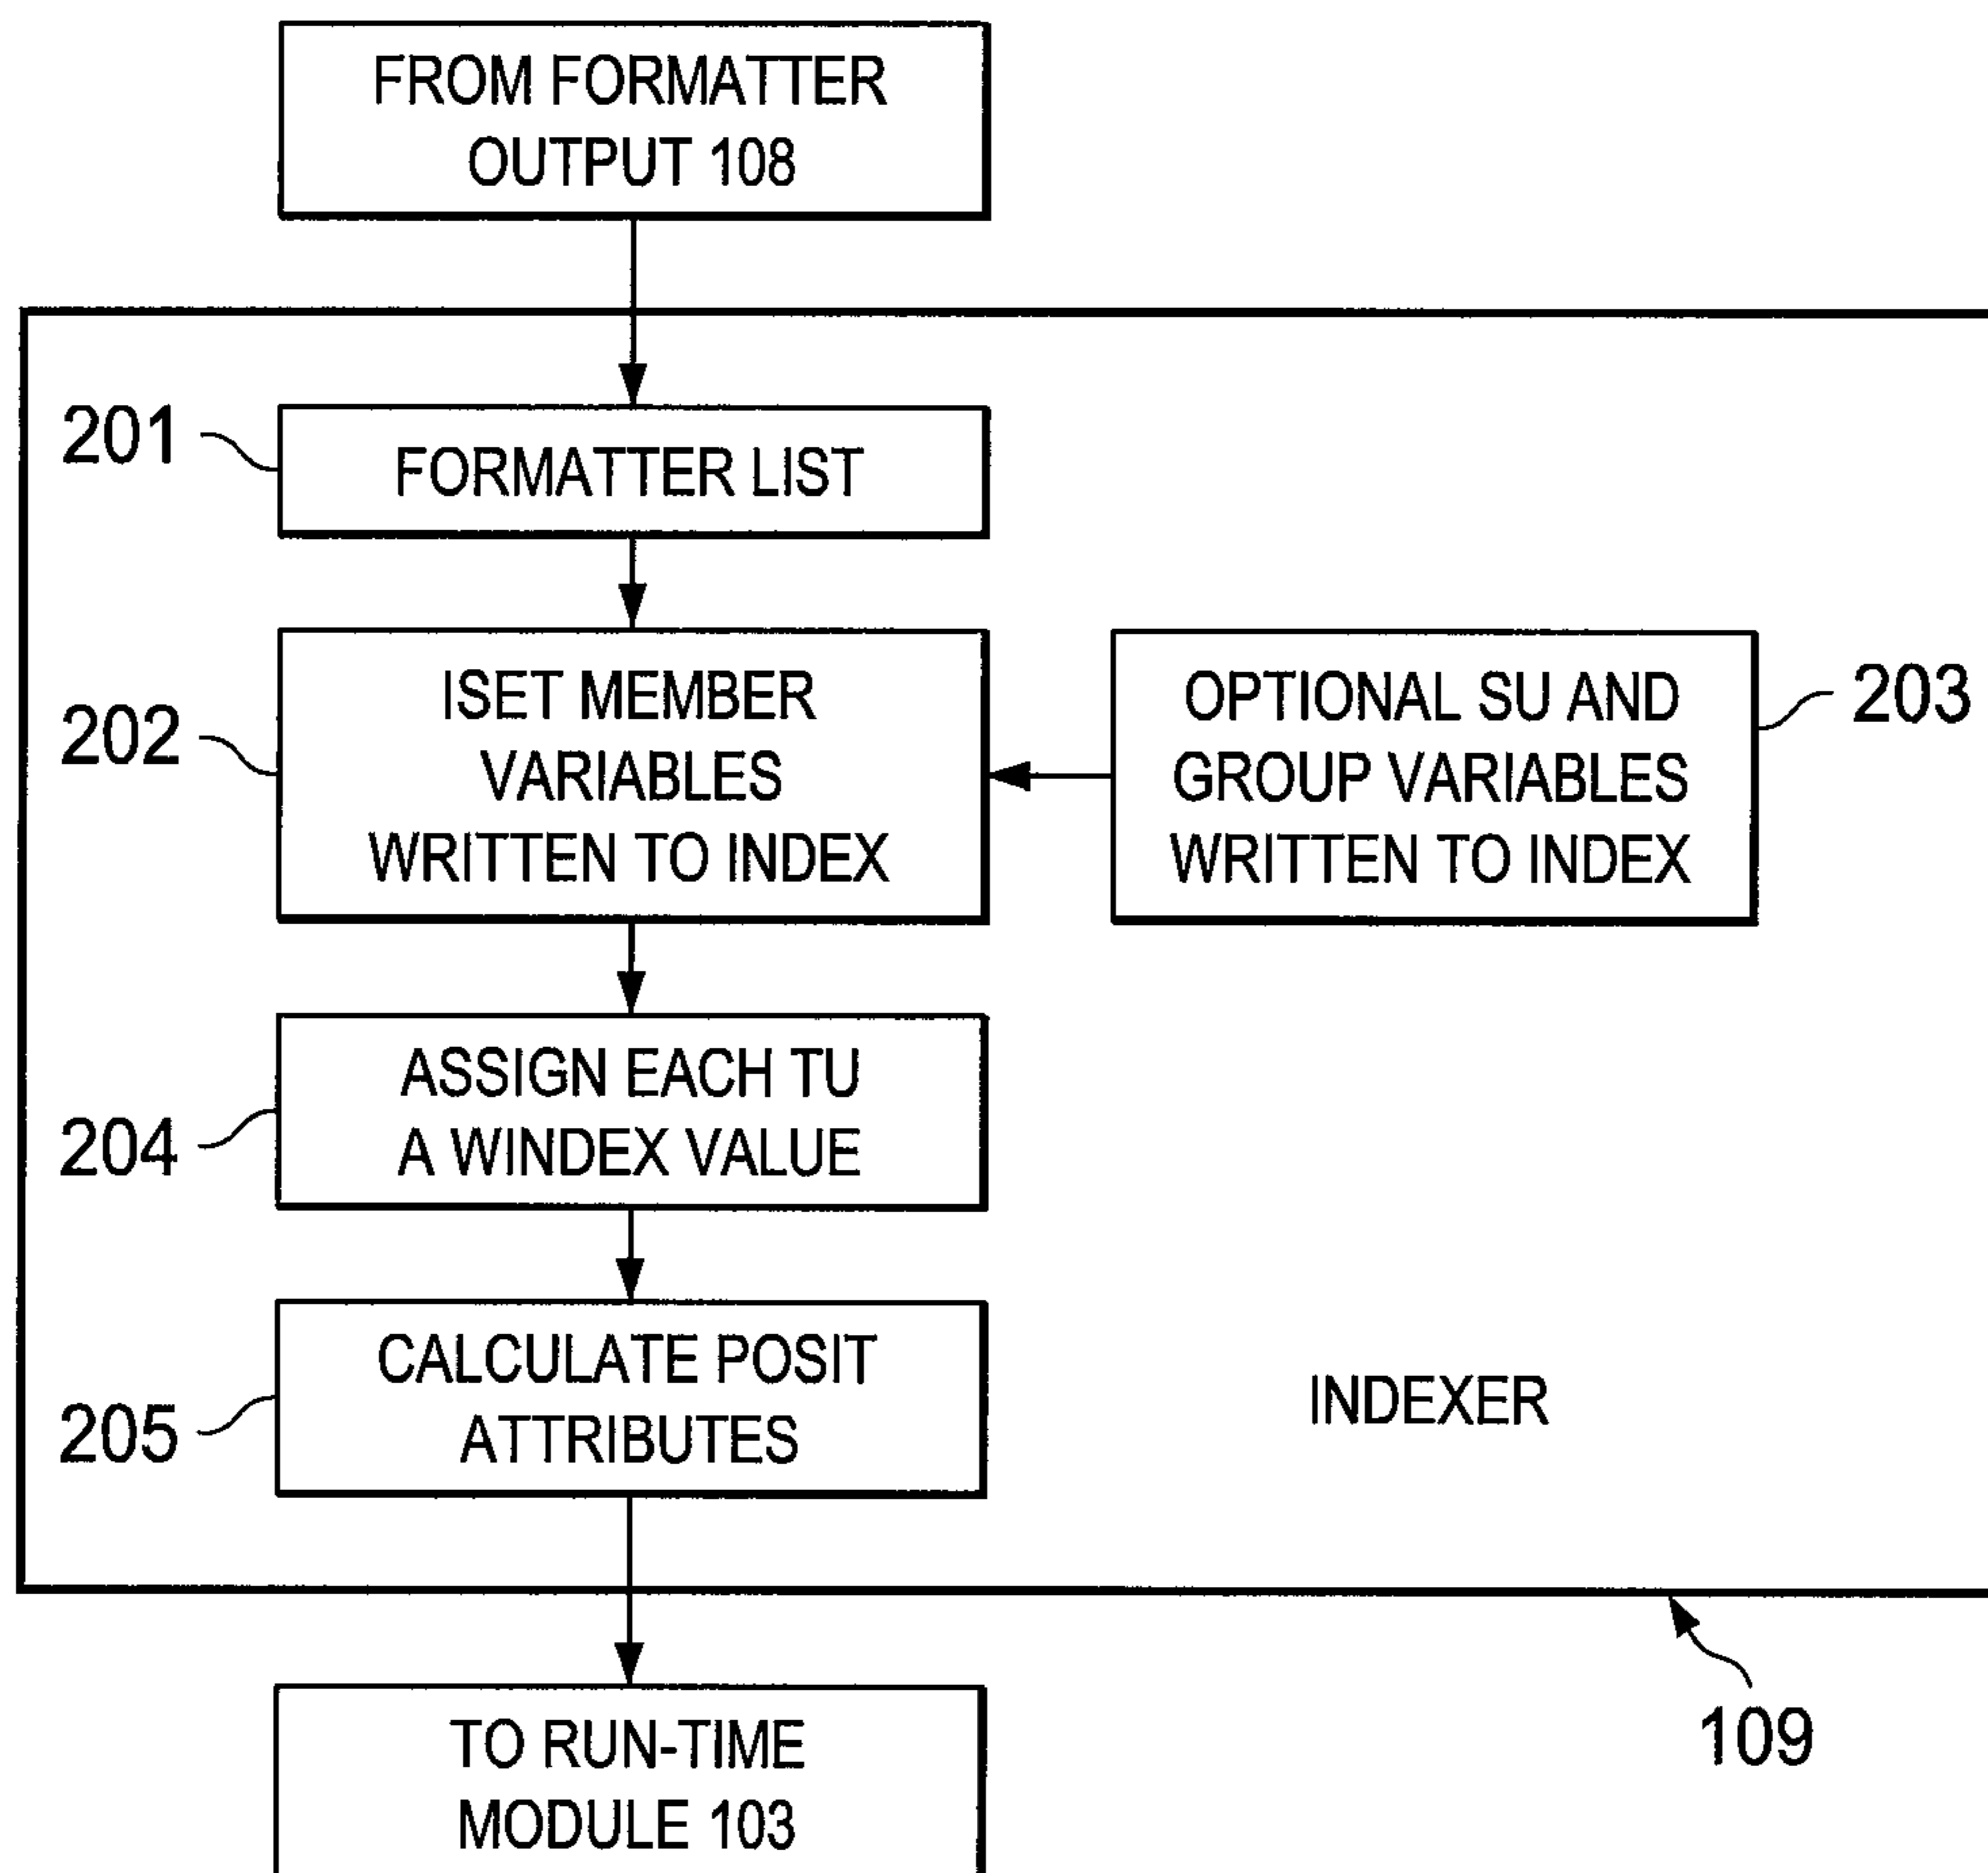 FROM FORMATTER
OUTPUT 108
201
FORMATTER LIST
202
ISET MEMBER
VARIABLES
WRITTEN TO INDEX
OPTIONAL SU AND
GROUP VARIABLES
WRITTEN TO INDEX
203
204
ASSIGN EACH TU
A WINDEX VALUE
205
CALCULATE POSIT
ATTRIBUTES
INDEXER
109
TO RUN-TIME
MODULE 103